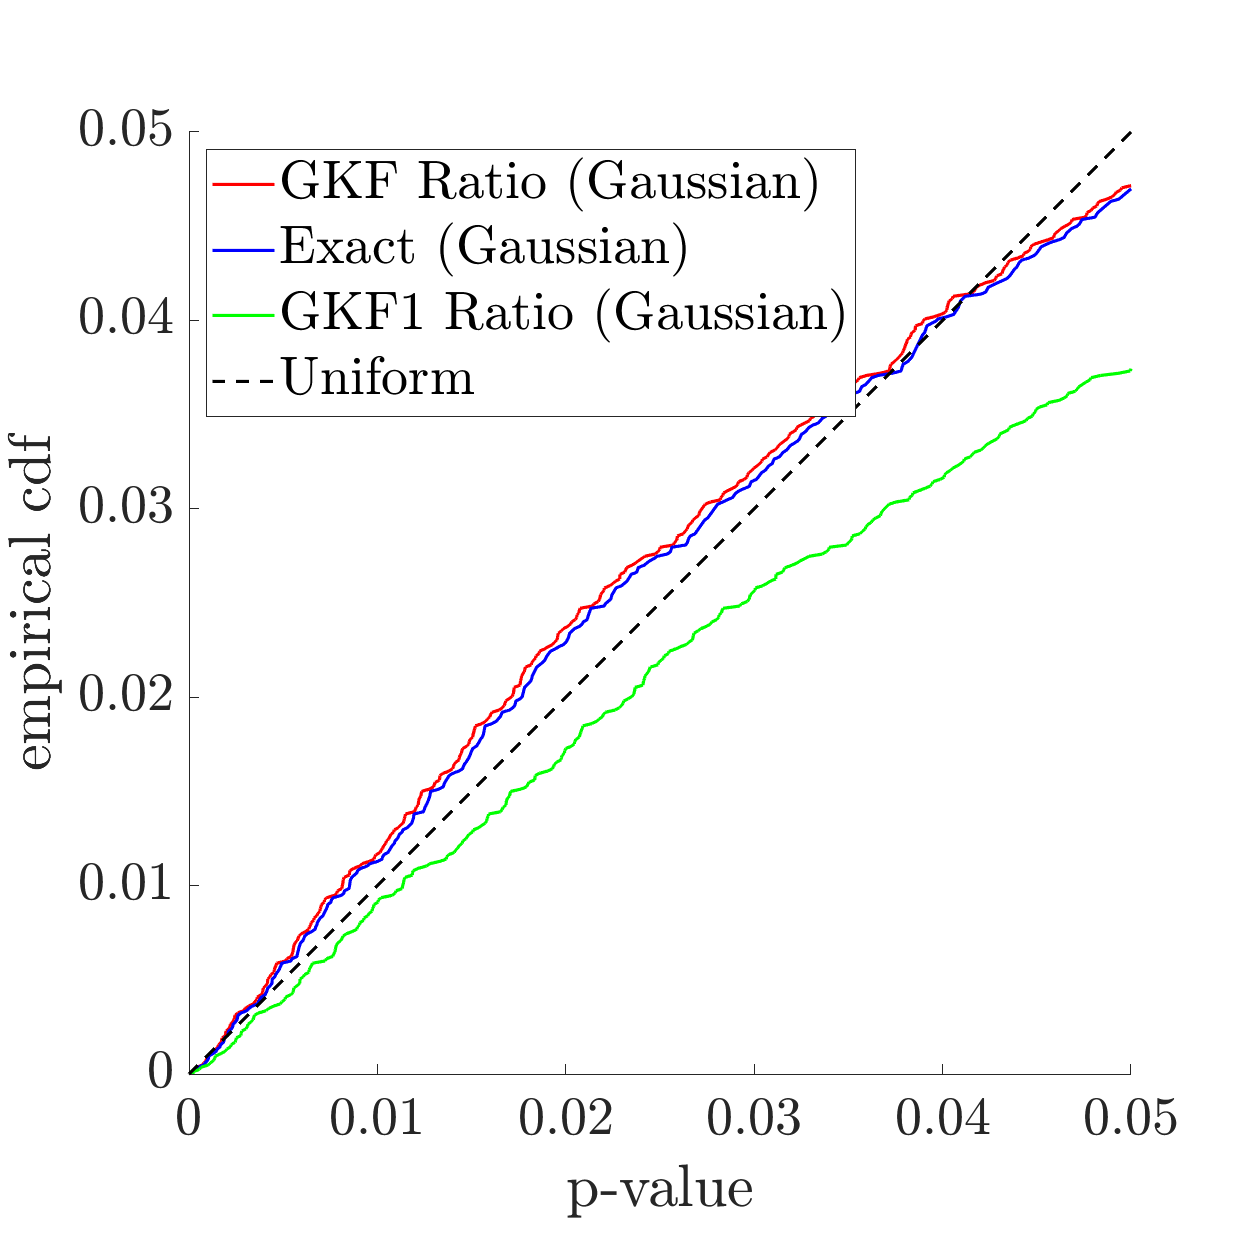 0.05
0.04
0.03
0.02
0.01
0
empirical cdf
GKF Ratio (Gaussian)
Exact (Gaussian)
GKF1 Ratio (Gaussian)
Uniform
0 0.01 0.02 0.03 0.04 0.05
p-value